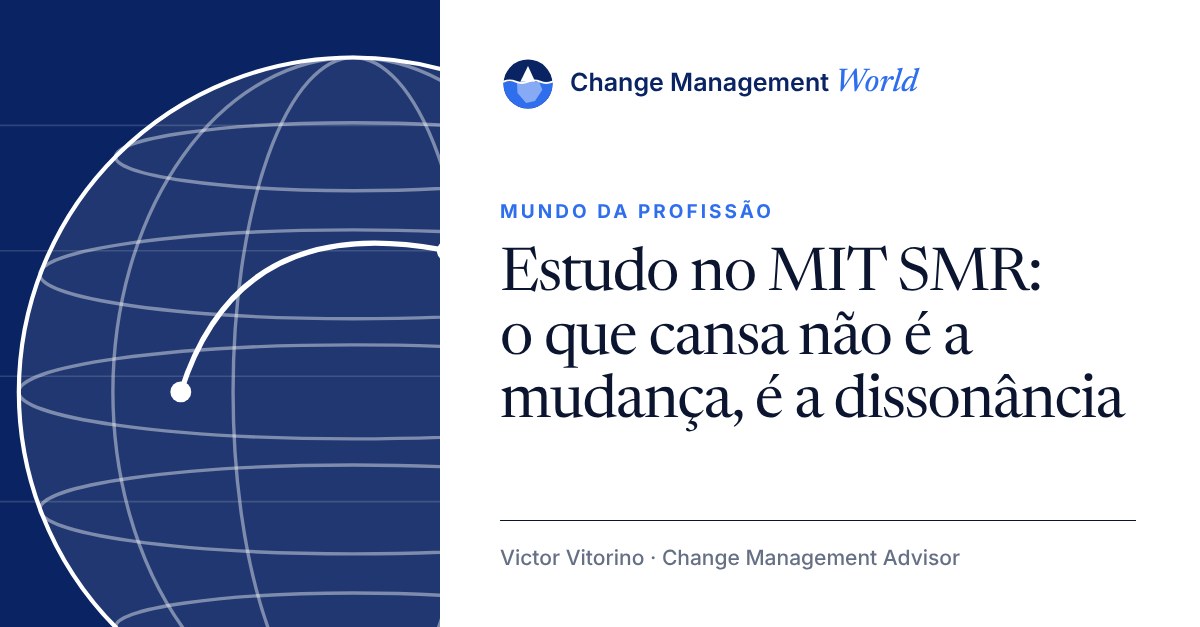 Change Management World
MUNDO DA PROFISSÃO
Estudo no MIT SMR:
o que cansa não é a
mudança, é a dissonância
Victor Vitorino · Change Management Advisor